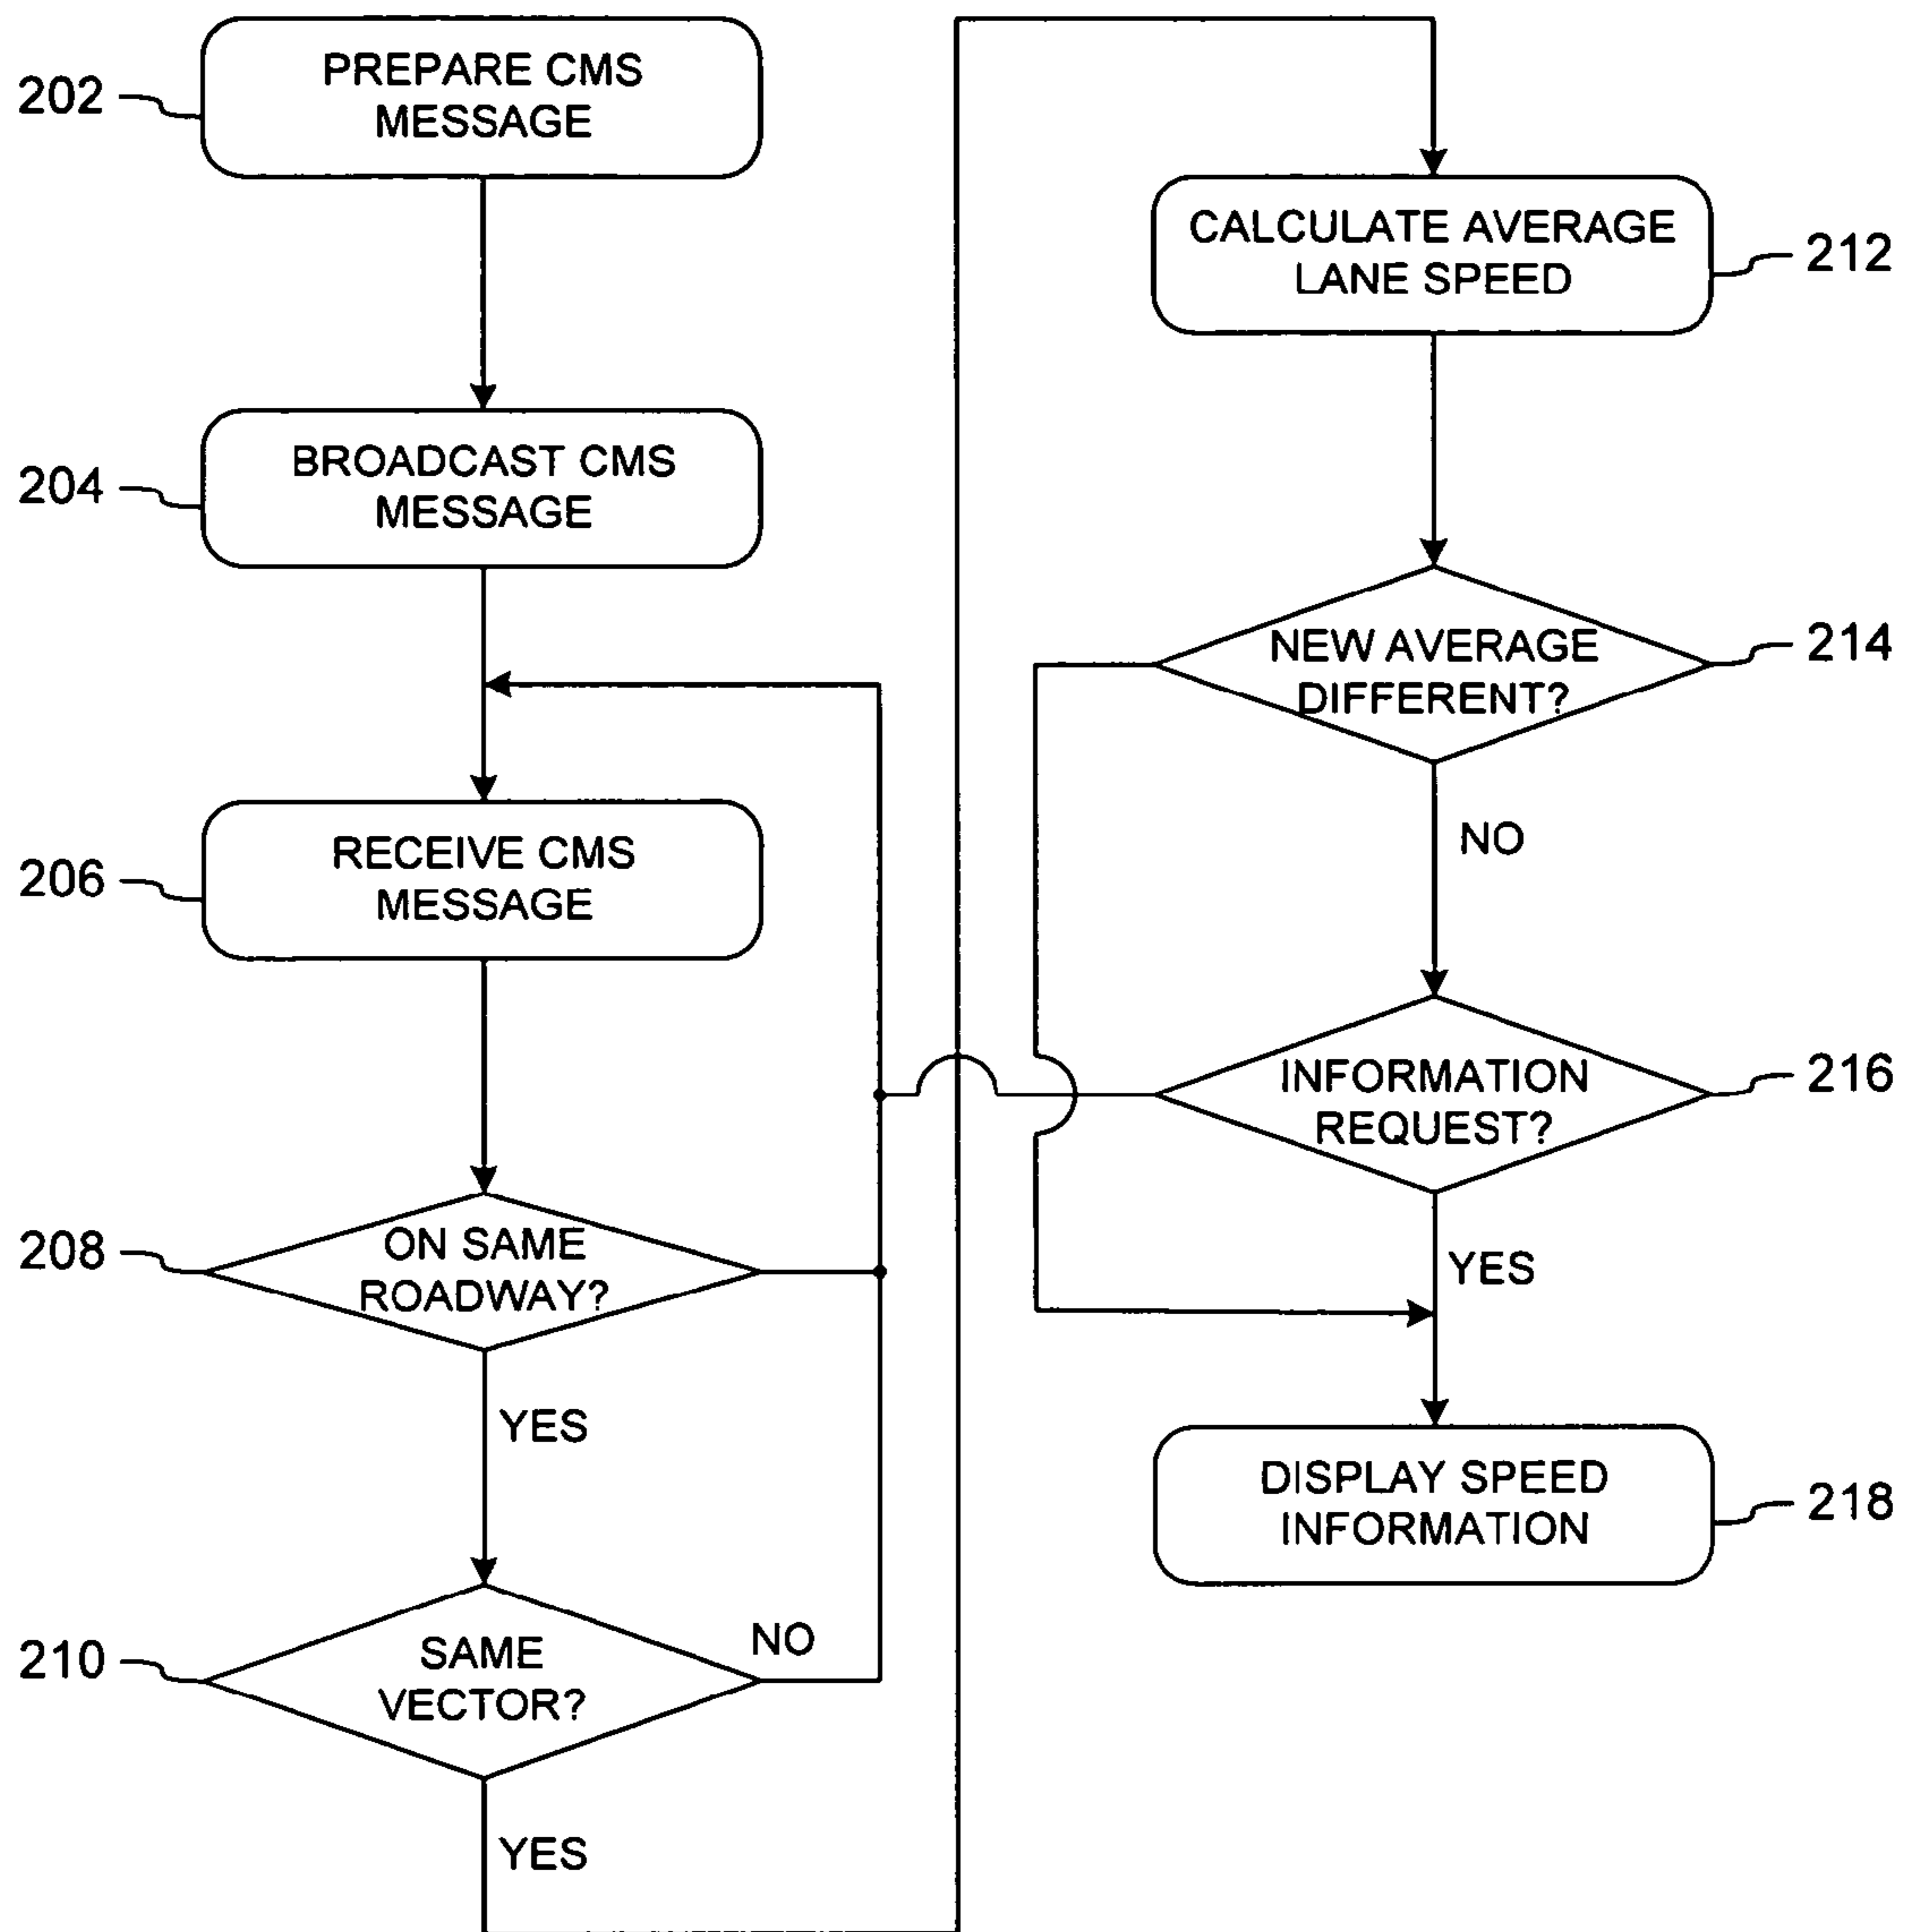 202
PREPARE CMS
MESSAGE
204
BROADCAST CMS
MESSAGE
206
RECEIVE CMS
MESSAGE
208
ON SAME
ROADWAY?
YES
210
SAME
VECTOR?
NO
YES
CALCULATE AVERAGE
LANE SPEED
212
NEW AVERAGE
DIFFERENT?
214
NO
INFORMATION
REQUEST?
216
YES
DISPLAY SPEED
INFORMATION
218